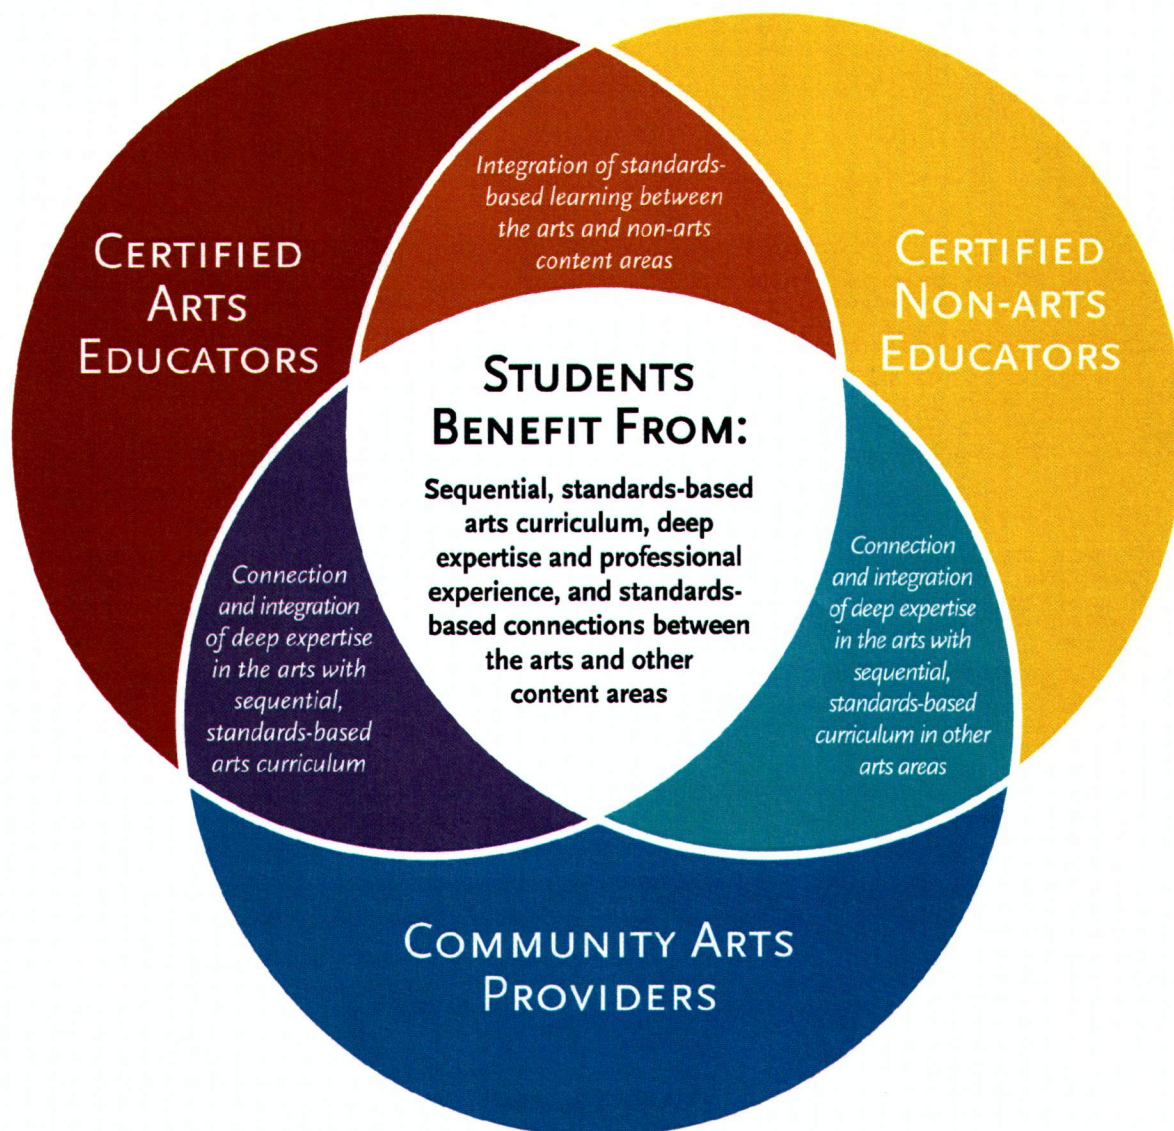 Integration of standards-
based learning between
the arts and non-arts
content areas
CERTIFIED
ARTS
EDUCATORS
CERTIFIED
NON-ARTS
EDUCATORS
STUDENTS
BENEFIT FROM:
Sequential, standards-based
arts curriculum, deep
expertise and professional
experience, and standards-
based connections between
the arts and other
content areas
Connection
and integration
of deep expertise
in the arts with
sequential,
standards-based
arts curriculum
Connection
and integration
of deep expertise
in the arts with
sequential,
standards-based
curriculum in other
arts areas
COMMUNITY ARTS
PROVIDERS